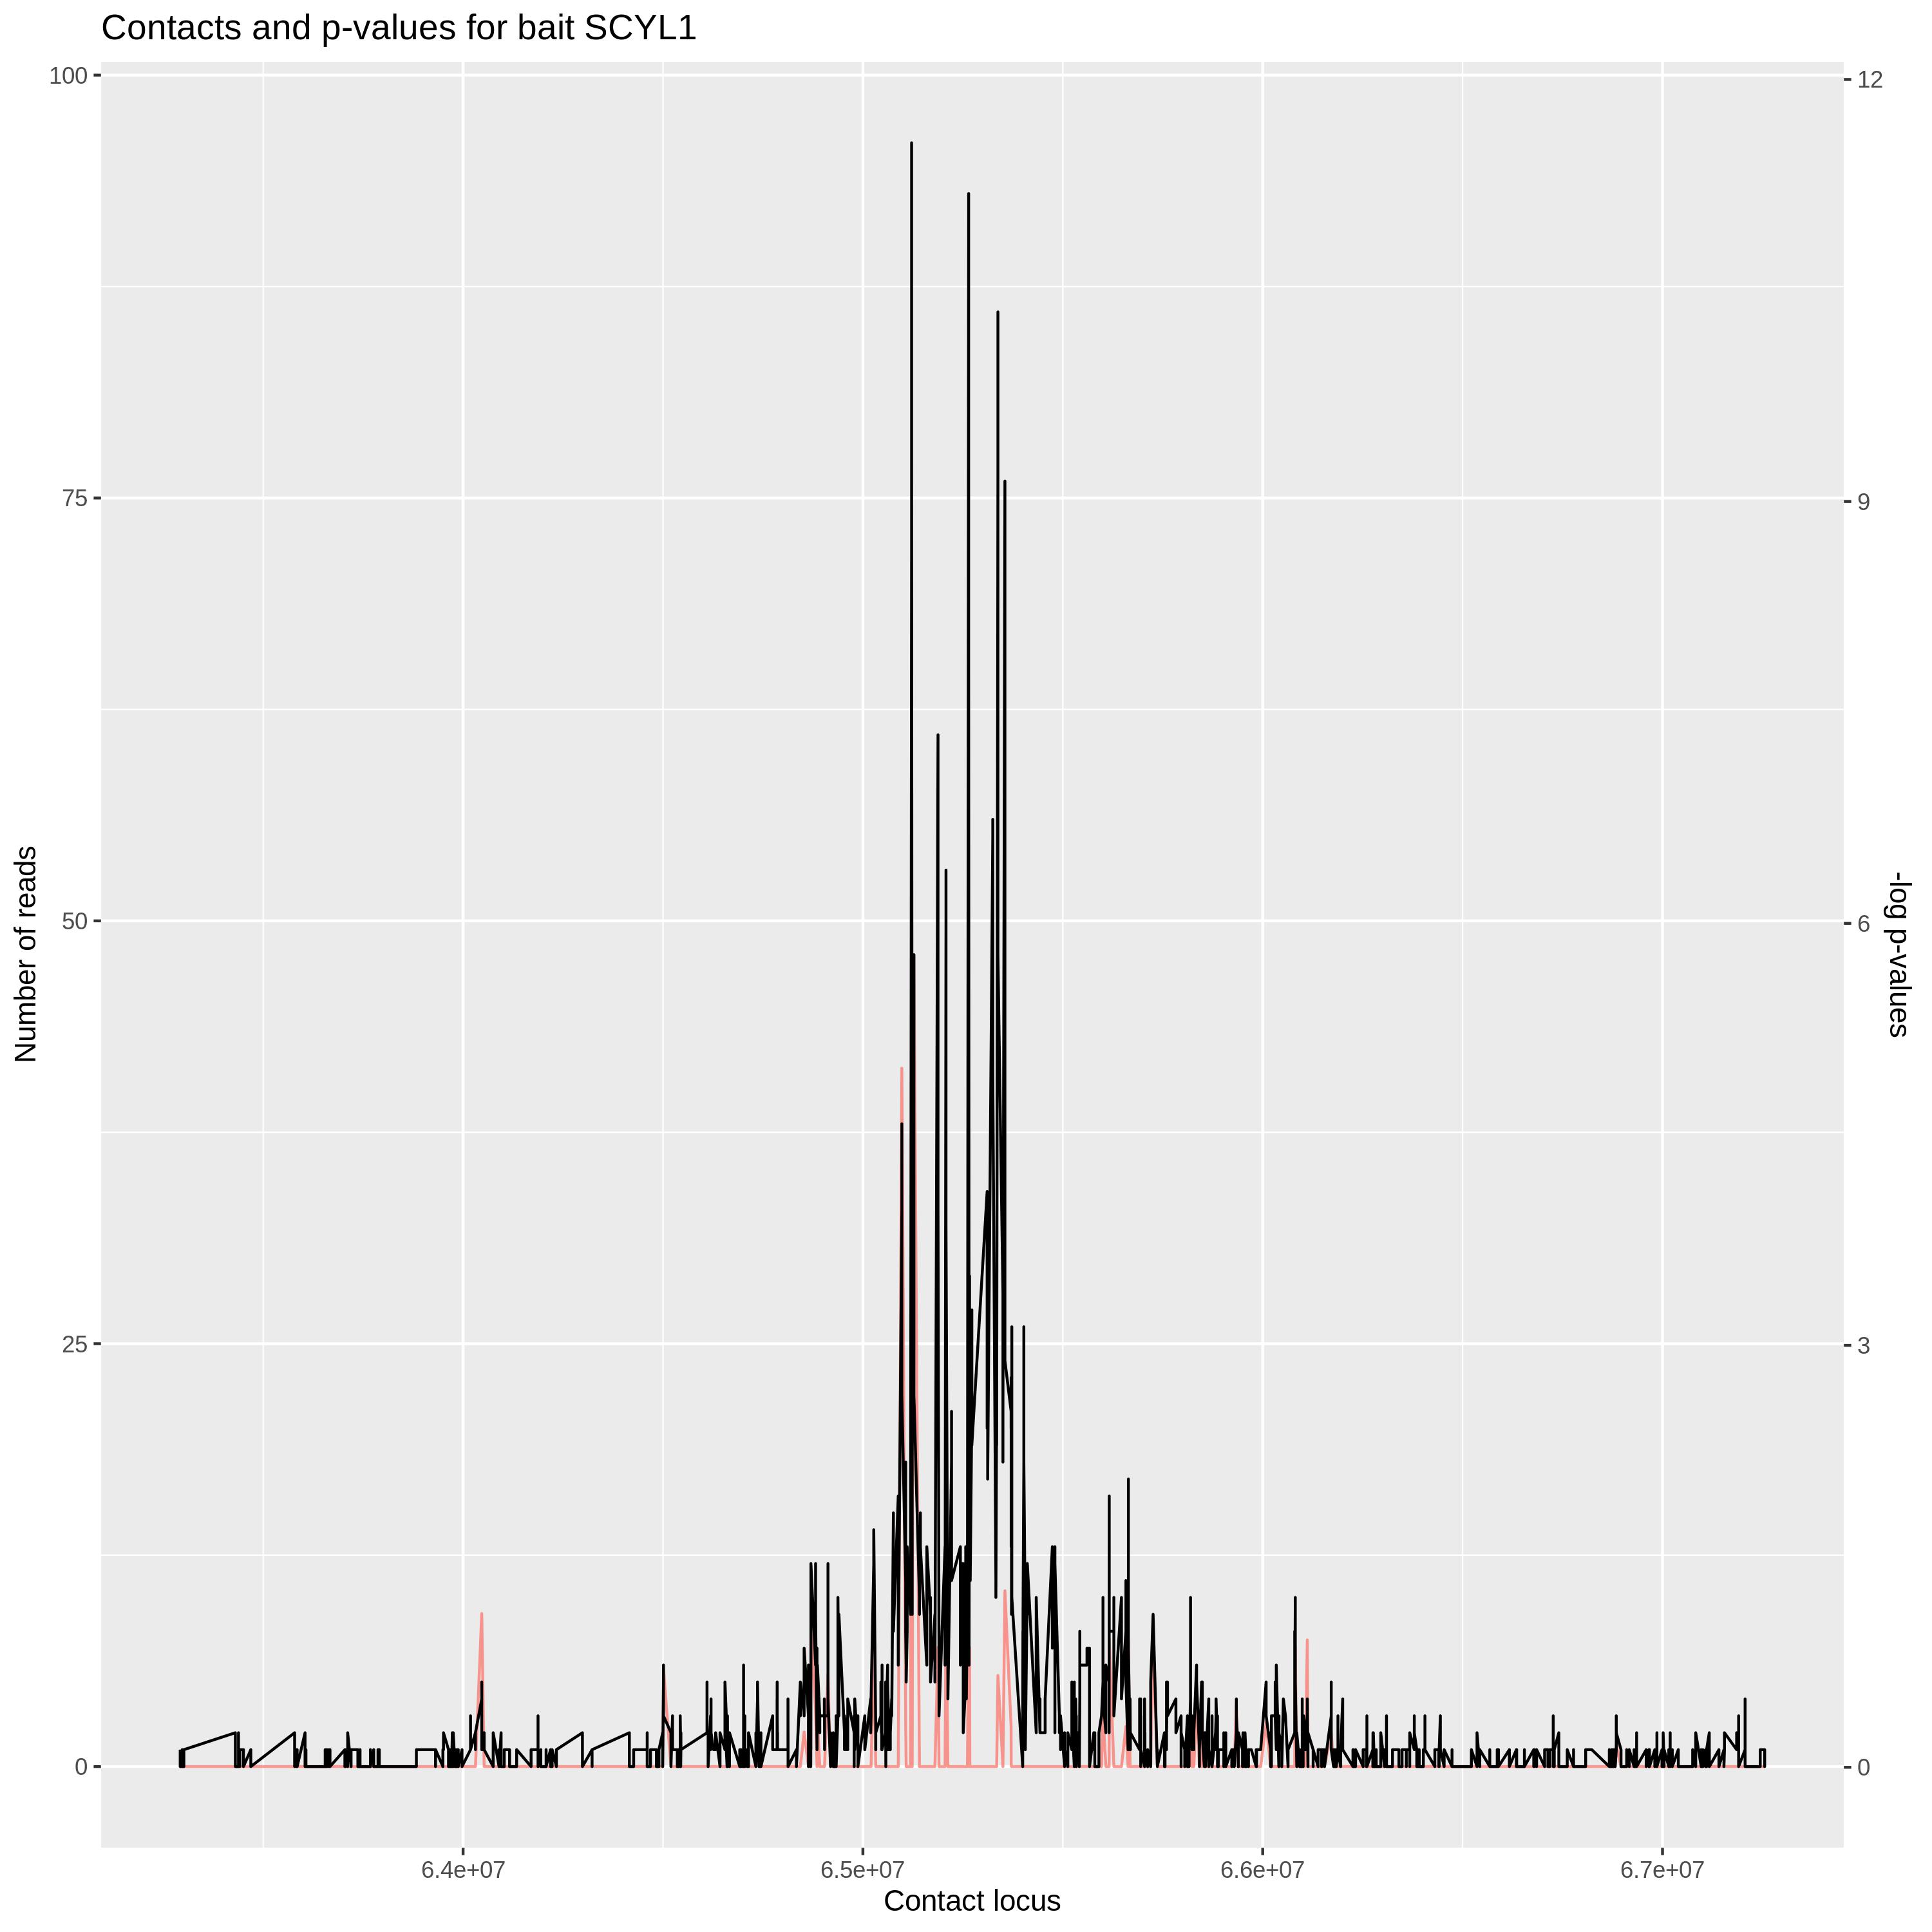 Contacts and p-values for bait SCYL1
100
75
50
25
0
Number of reads
12
9
6
3
0
-log p-values
6.4e+07
6.5e+07
6.6e+07
6.7e+07
Contact locus